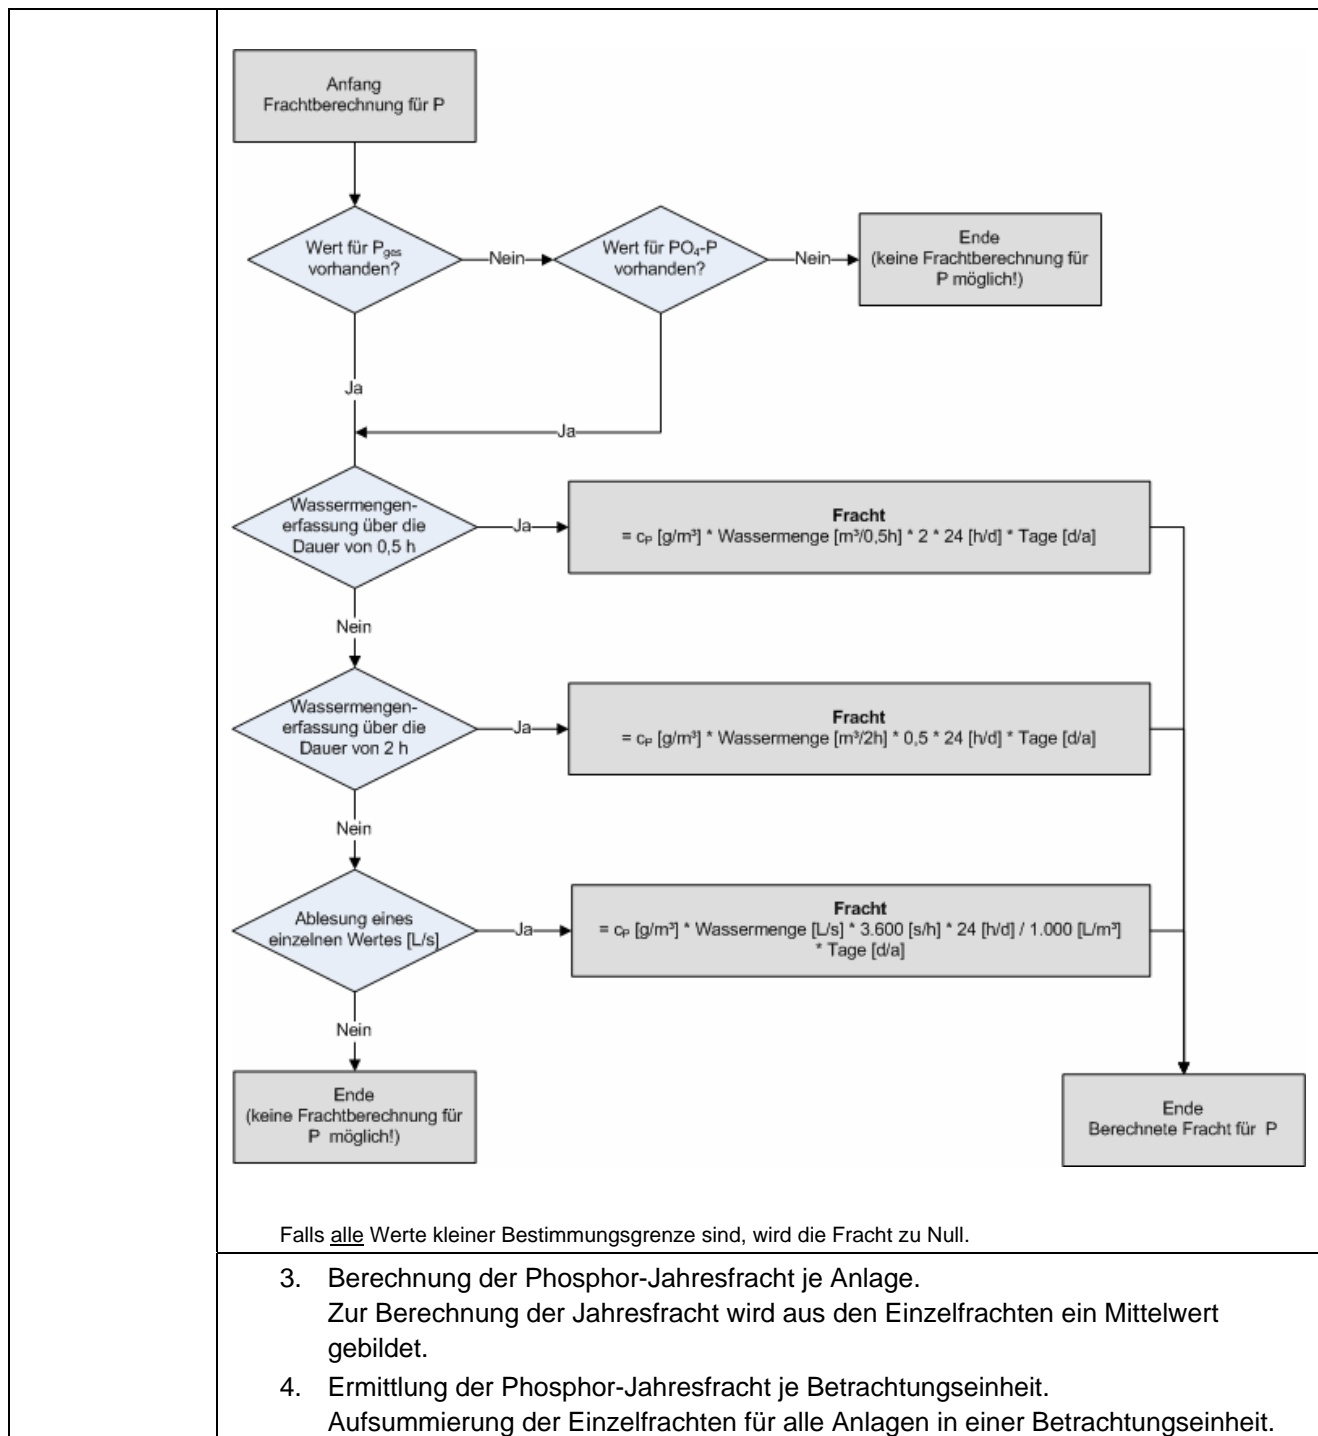 Anfang
Frachtberechnung für P
Wert für Pges
vorhanden?
Nein
Wert für PO₄-P
vorhanden?
Nein
Ende
(keine Frachtberechnung für
P möglich!)
Ja
Ja
Wassermengen-
erfassung über die
Dauer von 0,5 h
Ja
Fracht
= cP [g/m³] * Wassermenge [m³/0,5h] * 2 * 24 [h/d] * Tage [d/a]
Nein
Wassermengen-
erfassung über die
Dauer von 2 h
Ja
Fracht
= cP [g/m³] * Wassermenge [m³/2h] * 0,5 * 24 [h/d] * Tage [d/a]
Nein
Ablesung eines
einzelnen Wertes [L/s]
Ja
Fracht
= cP [g/m³] * Wassermenge [L/s] * 3.600 [s/h] * 24 [h/d] / 1.000 [L/m³]
* Tage [d/a]
Nein
Ende
(keine Frachtberechnung für
P möglich!)
Ende
Berechnete Fracht für P
Falls alle Werte kleiner Bestimmungsgrenze sind, wird die Fracht zu Null.
3. Berechnung der Phosphor-Jahresfracht je Anlage.
Zur Berechnung der Jahresfracht wird aus den Einzelfrachten ein Mittelwert
gebildet.
4. Ermittlung der Phosphor-Jahresfracht je Betrachtungseinheit.
Aufsummierung der Einzelfrachten für alle Anlagen in einer Betrachtungseinheit.